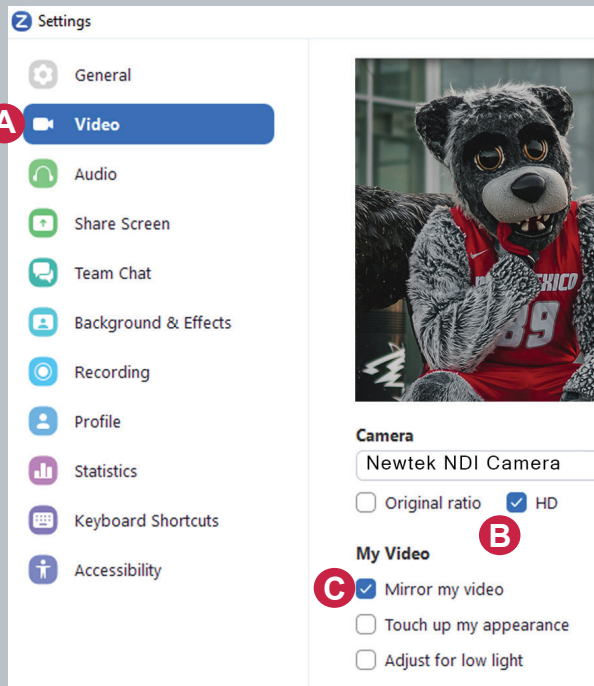 Z Settings
General
A
Video
Audio
Share Screen
Team Chat
Background & Effects
Recording
Profile
Statistics
Keyboard Shortcuts
Accessibility
EXICO
89
Camera
Newtek NDI Camera
Original ratio HD
B
My Video
C Mirror my video
Touch up my appearance
Adjust for low light